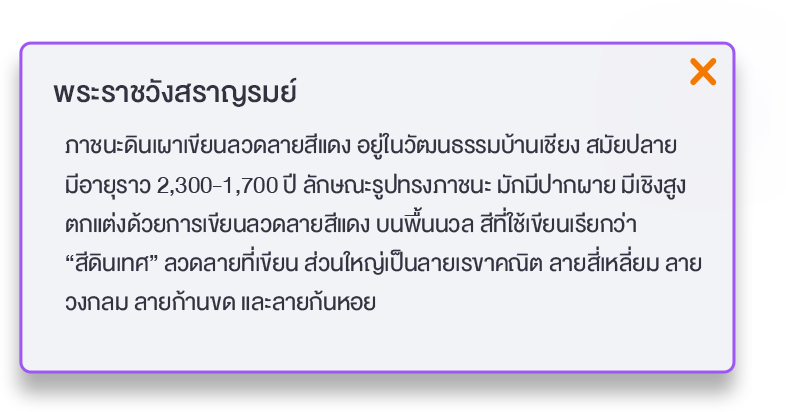 พระราชวังสราญรมย์
ภาชนะดินเผาเขียนลวดลายสีแดง อยู่ในวัฒนธรรมบ้านเชียง สมัยปลาย
มีอายุราว 2,300-1,700 ปี ลักษณะรูปทรงภาชนะ มักมีปากผาย มีเชิงสูง
ตกแต่งด้วยการเขียนลวดลายสีแดง บนพื้นนวล สีที่ใช้เขียนเรียกว่า
“สีดินเทศ” ลวดลายที่เขียน ส่วนใหญ่เป็นลายเรขาคณิต ลายสี่เหลี่ยม ลาย
วงกลม ลายก้านขด และลายก้นหอย